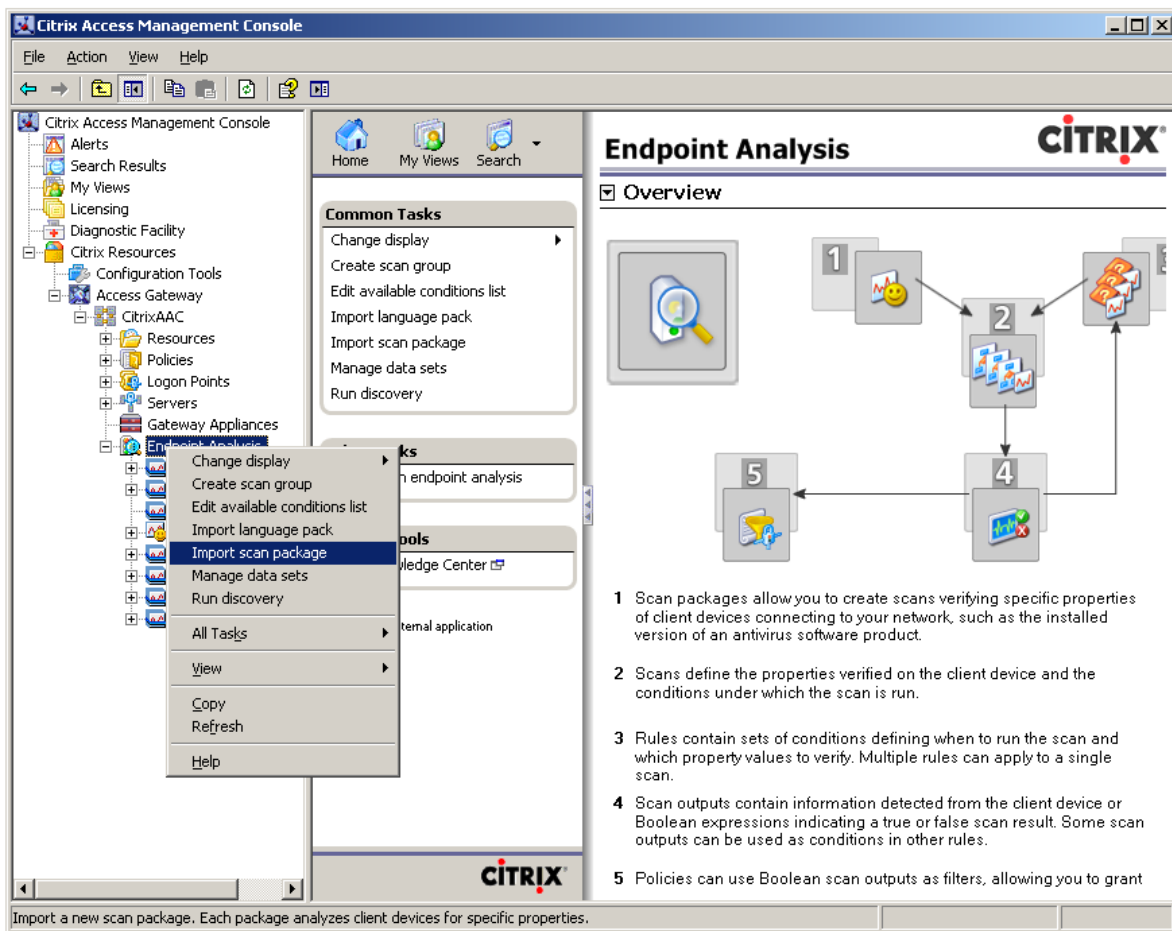 Citrix Access Management Console
File Action View Help
Citrix Access Management Console
Alerts
Search Results
My Views
Licensing
Diagnostic Facility
Citrix Resources
Configuration Tools
Access Gateway
CitrixAAC
Resources
Policies
Logon Points
Servers
Gateway Appliances
Endpoint Analysis
Change display
Create scan group
Edit available conditions list
Import language pack
Import scan package
Manage data sets
Run discovery
All Tasks
View
Copy
Refresh
Help
Home My Views Search
Common Tasks
Change display
Create scan group
Edit available conditions list
Import language pack
Import scan package
Manage data sets
Run discovery
endpoint analysis
application
CİTRIX
Endpoint Analysis
CITRIX
Overview
1
2
4
5
1 Scan packages allow you to create scans verifying specific properties
of client devices connecting to your network, such as the installed
version of an antivirus software product.
2 Scans define the properties verified on the client device and the
conditions under which the scan is run.
3 Rules contain sets of conditions defining when to run the scan and
which property values to verify. Multiple rules can apply to a single
scan.
4 Scan outputs contain information detected from the client device or
Boolean expressions indicating a true or false scan result. Some scan
outputs can be used as conditions in other rules.
5 Policies can use Boolean scan outputs as filters, allowing you to grant
Import a new scan package. Each package analyzes client devices for specific properties.